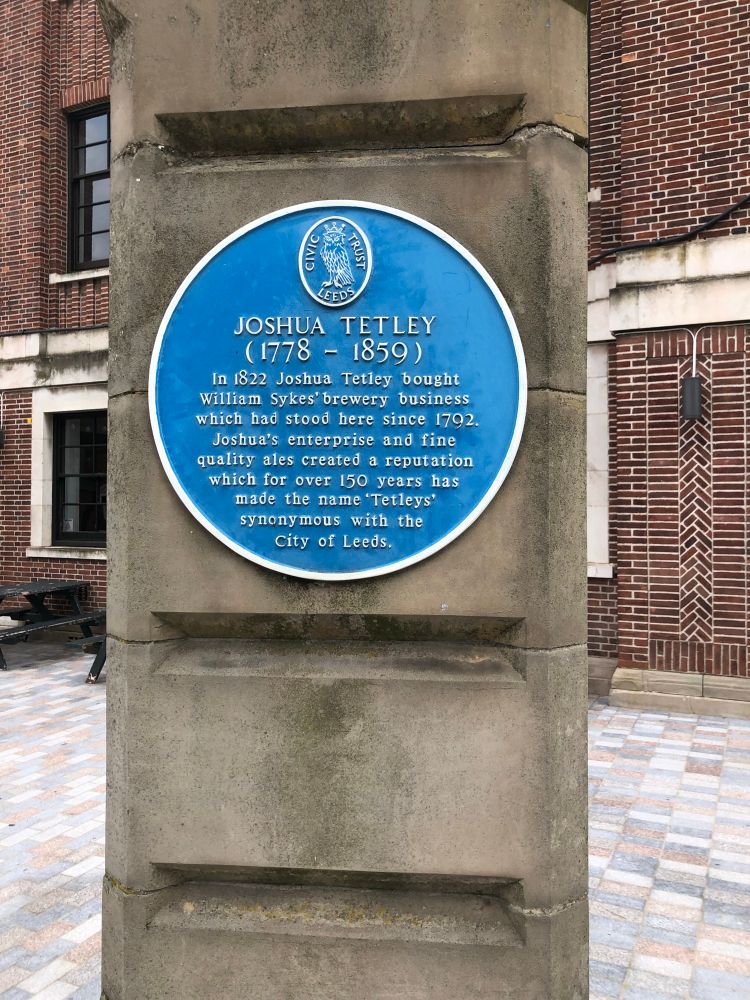 CIVIC TRUST
LEEDS
JOSHUA TETLEY
(1778 – 1859)
In 1822 Joshua Tetley bought
William Sykes' brewery business
which had stood here since 1792.
Joshua's enterprise and fine
quality ales created a reputation
which for over 150 years has
made the name 'Tetleys'
synonymous with the
City of Leeds.